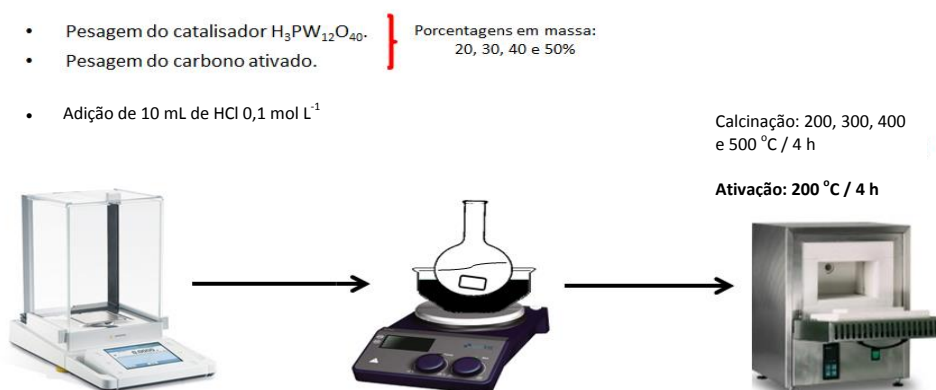 • Pesagem do catalisador H₃PW₁₂O₄₀.
• Pesagem do carbono ativado.
Porcentagens em massa:
20, 30, 40 e 50%
• Adição de 10 mL de HCl 0,1 mol L⁻¹
Calcinação: 200, 300, 400
e 500 °C / 4 h
Ativação: 200 °C / 4 h